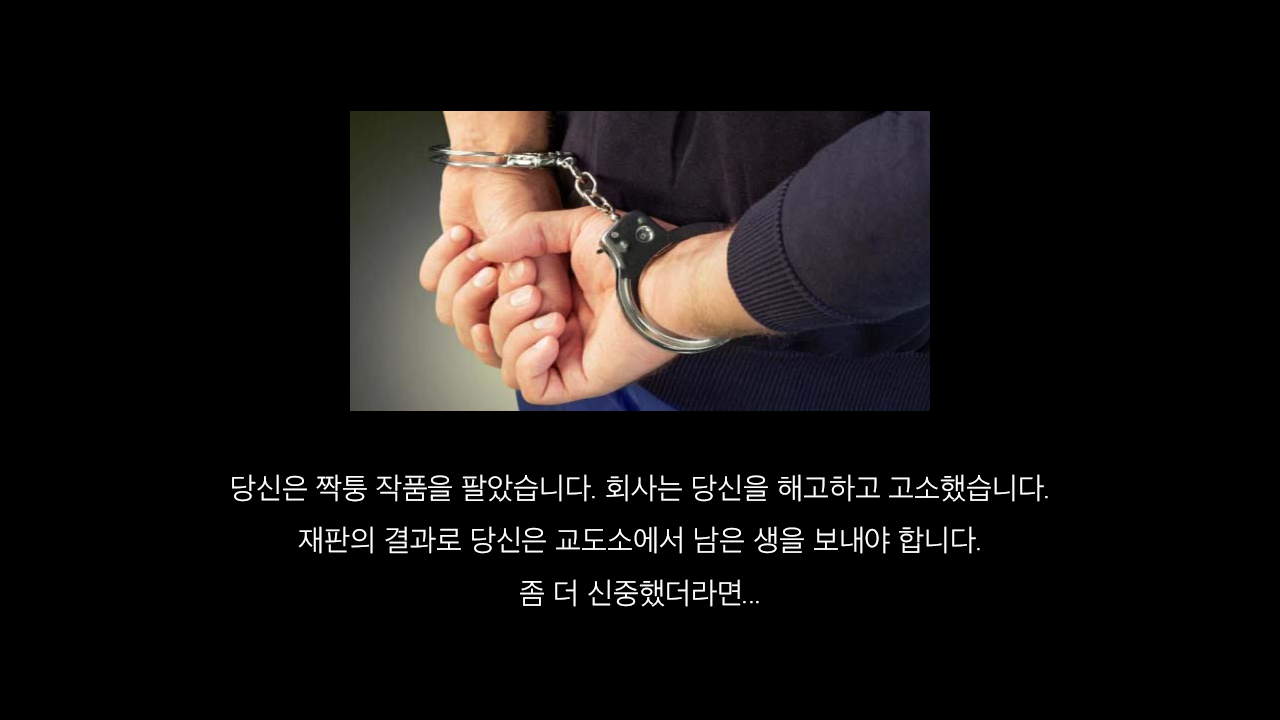 당신은 짝퉁 작품을 팔았습니다. 회사는 당신을 해고하고 고소했습니다.
재판의 결과로 당신은 교도소에서 남은 생을 보내야 합니다.
좀 더 신중했더라면...